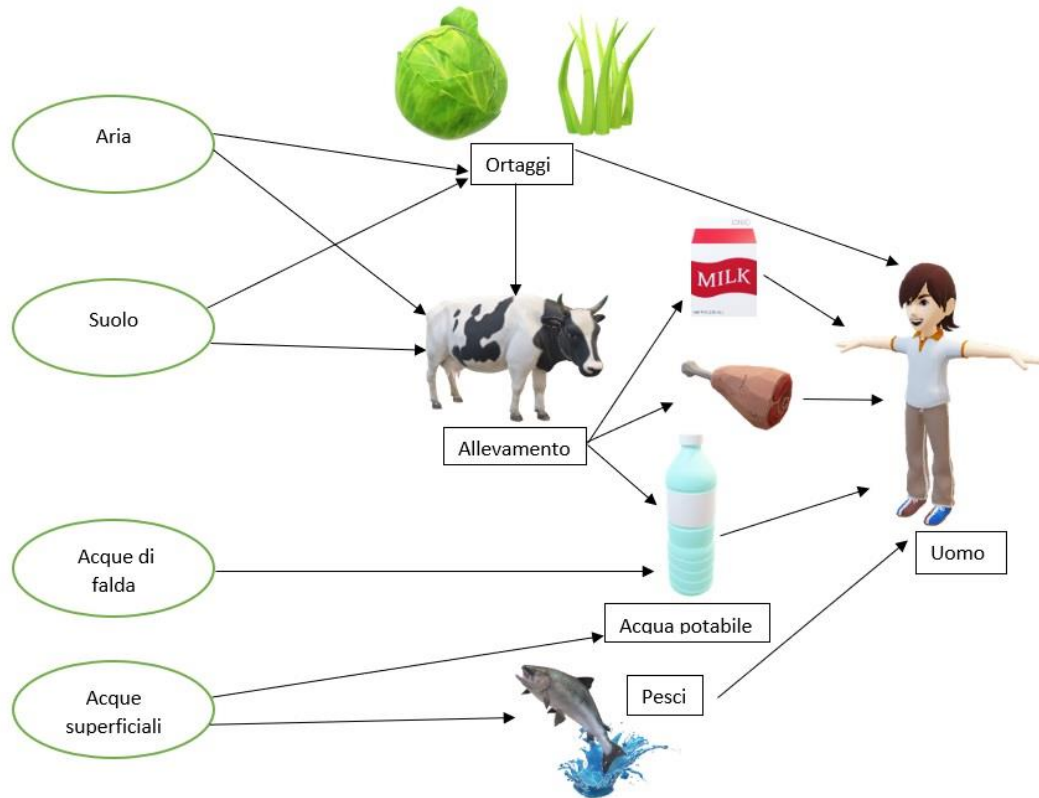 Aria
Ortaggi
MILK
Suolo
Allevamento
Acque di
falda
Uomo
Acqua potabile
Acque
superficiali
Pesci